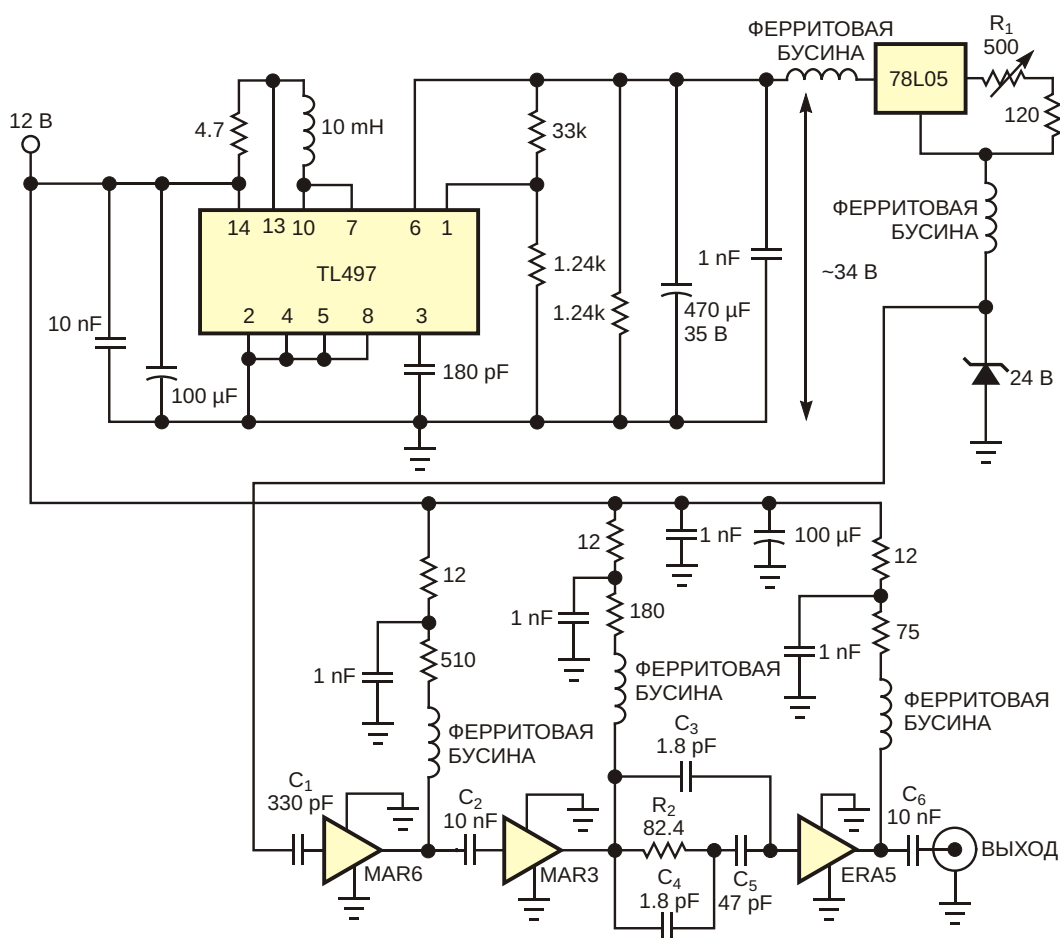 ФЕРРИТОВАЯ
БУСИНА
R1
500
78L05
120
12 В
4.7
10 mH
33k
14 13 10 7 6 1
TL497
2 4 5 8 3
1.24k
1.24k
1 nF
470 µF
35 В
~34 В
ФЕРРИТОВАЯ
БУСИНА
10 nF
100 µF
180 pF
24 В
12
12
1 nF
100 µF
12
1 nF
180
1 nF
75
1 nF
510
ФЕРРИТОВАЯ
БУСИНА
ФЕРРИТОВАЯ
БУСИНА
ФЕРРИТОВАЯ
БУСИНА
C3
1.8 pF
C1
330 pF
C2
10 nF
R2
82.4
C6
10 nF
MAR6
MAR3
C4
1.8 pF
C5
47 pF
ERA5
ВЫХОД